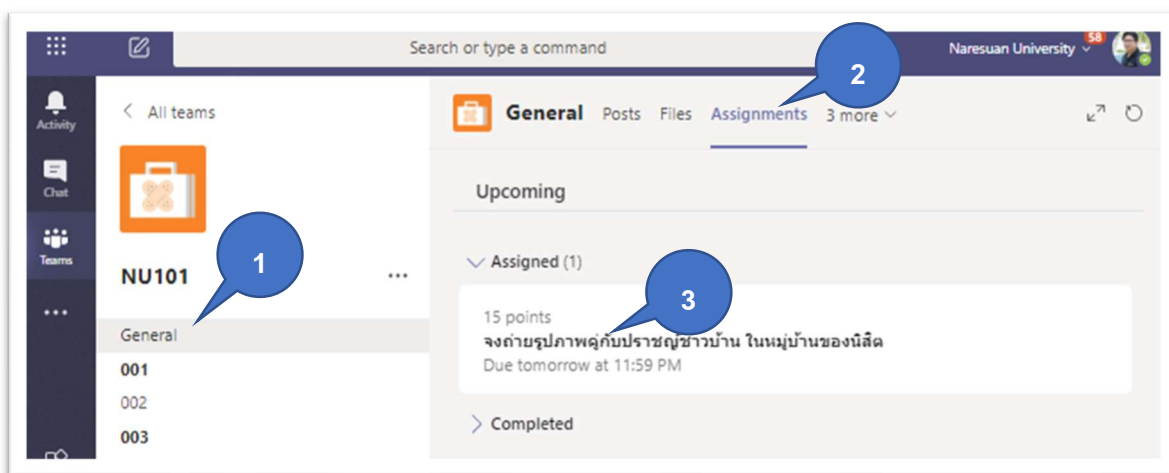 Search or type a command
Naresuan University
58
Activity
Chat
Teams
All teams
NU101
1
General
001
002
003
General Posts Files Assignments 3 more
2
Upcoming
Assigned (1)
3
15 points
จงถ่ายรูปภาพคู่กับปราชญ์ชาวบ้าน ในหมู่บ้านของนิสิต
Due tomorrow at 11:59 PM
Completed